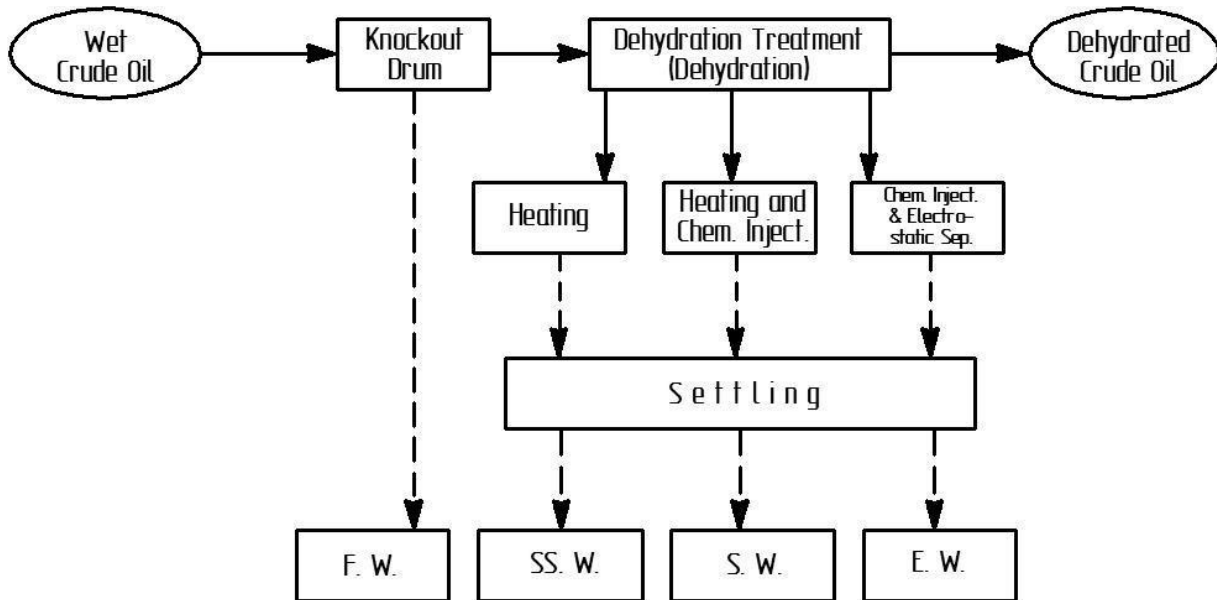 Wet
Crude Oil
Knockout
Drum
Dehydration Treatment
(Dehydration)
Dehydrated
Crude Oil
Heating
Heating and
Chem. Inject.
Chem. Inject.
& Electro-
static Sep.
Settling
F. W.
SS. W.
S. W.
E. W.